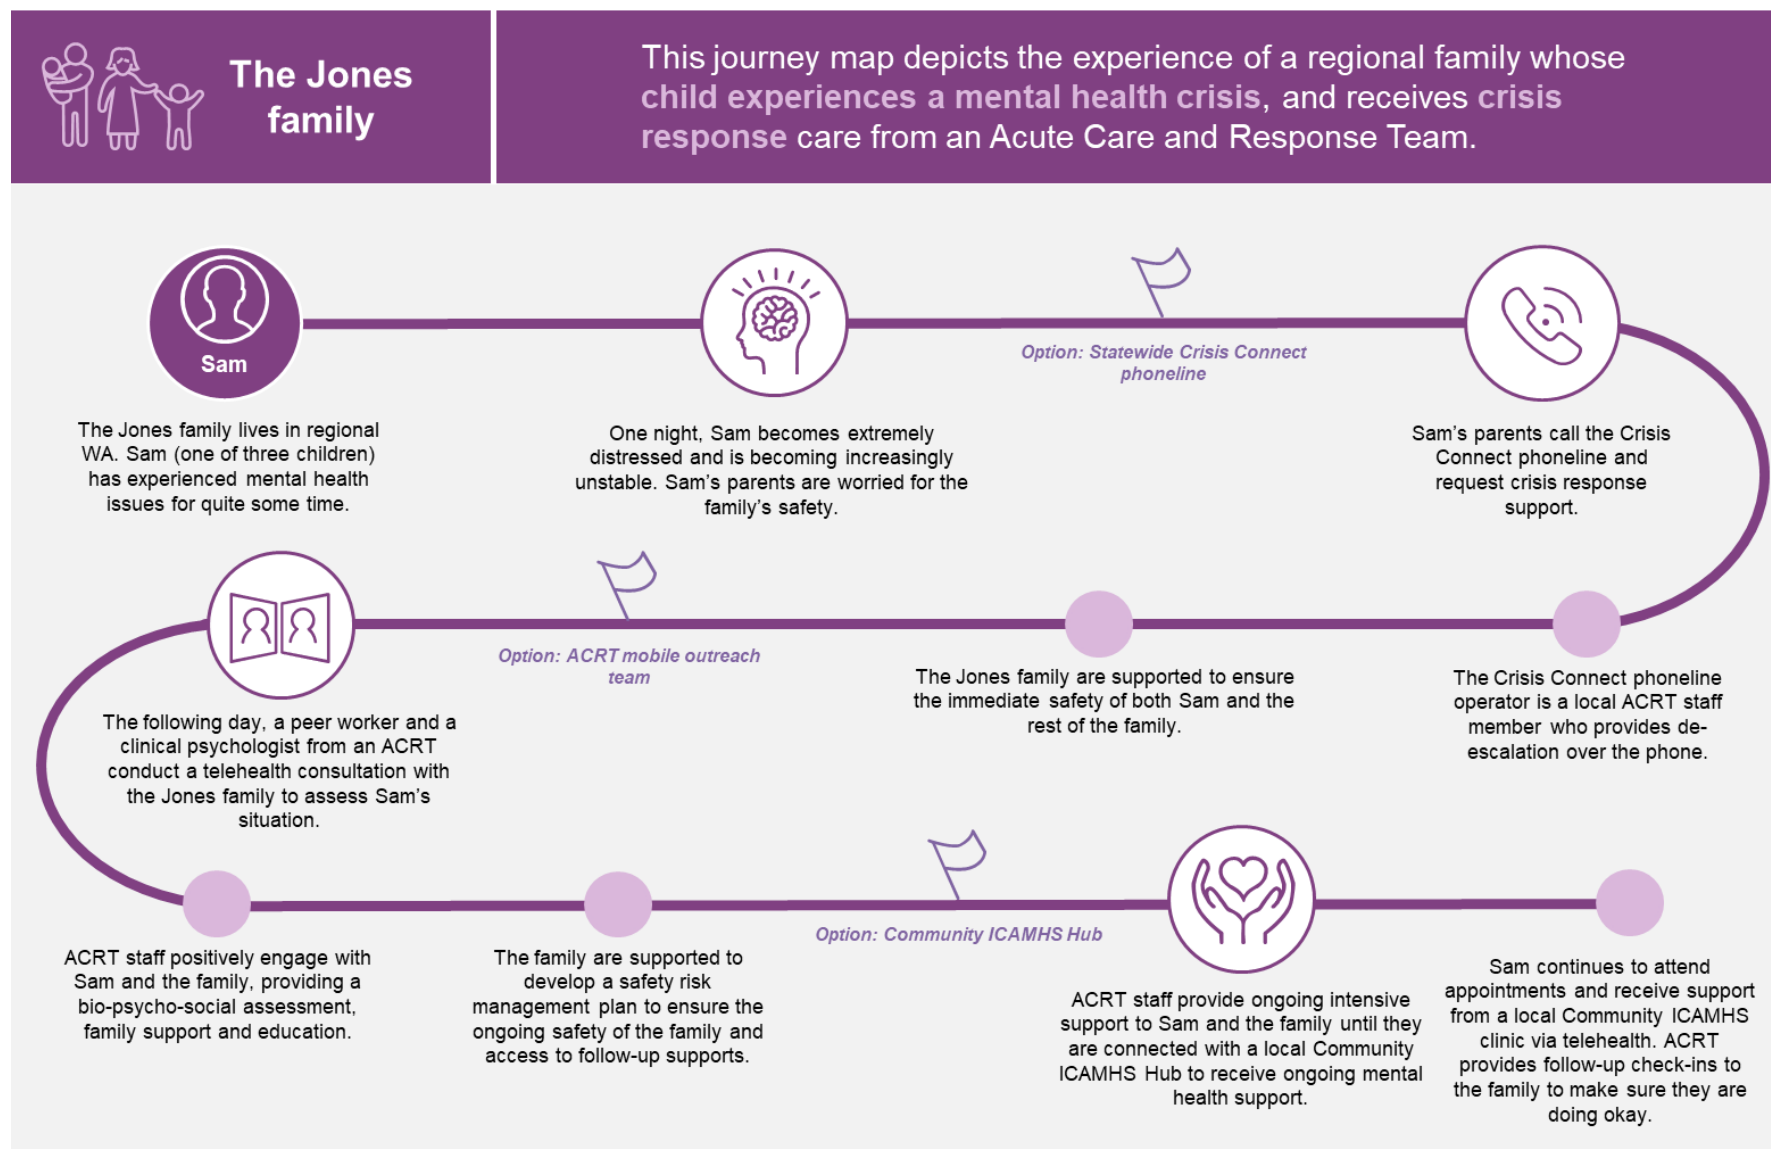 The Jones
family
This journey map depicts the experience of a regional family whose
child experiences a mental health crisis, and receives crisis
response care from an Acute Care and Response Team.
Sam
The Jones family lives in regional
WA. Sam (one of three children)
has experienced mental health
issues for quite some time.
One night, Sam becomes extremely
distressed and is becoming increasingly
unstable. Sam's parents are worried for the
family's safety.
Option: Statewide Crisis Connect
phoneline
Sam's parents call the Crisis
Connect phoneline and
request crisis response
support.
The Crisis Connect phoneline
operator is a local ACRT staff
member who provides de-
escalation over the phone.
The Jones family are supported to ensure
the immediate safety of both Sam and the
rest of the family.
Option: ACRT mobile outreach
team
The following day, a peer worker and a
clinical psychologist from an ACRT
conduct a telehealth consultation with
the Jones family to assess Sam's
situation.
ACRT staff positively engage with
Sam and the family, providing a
bio-psycho-social assessment,
family support and education.
The family are supported to
develop a safety risk
management plan to ensure the
ongoing safety of the family and
access to follow-up supports.
Option: Community ICAMHS Hub
ACRT staff provide ongoing intensive
support to Sam and the family until they
are connected with a local Community
ICAMHS Hub to receive ongoing mental
health support.
Sam continues to attend
appointments and receive support
from a local Community ICAMHS
clinic via telehealth. ACRT
provides follow-up check-ins to
the family to make sure they are
doing okay.